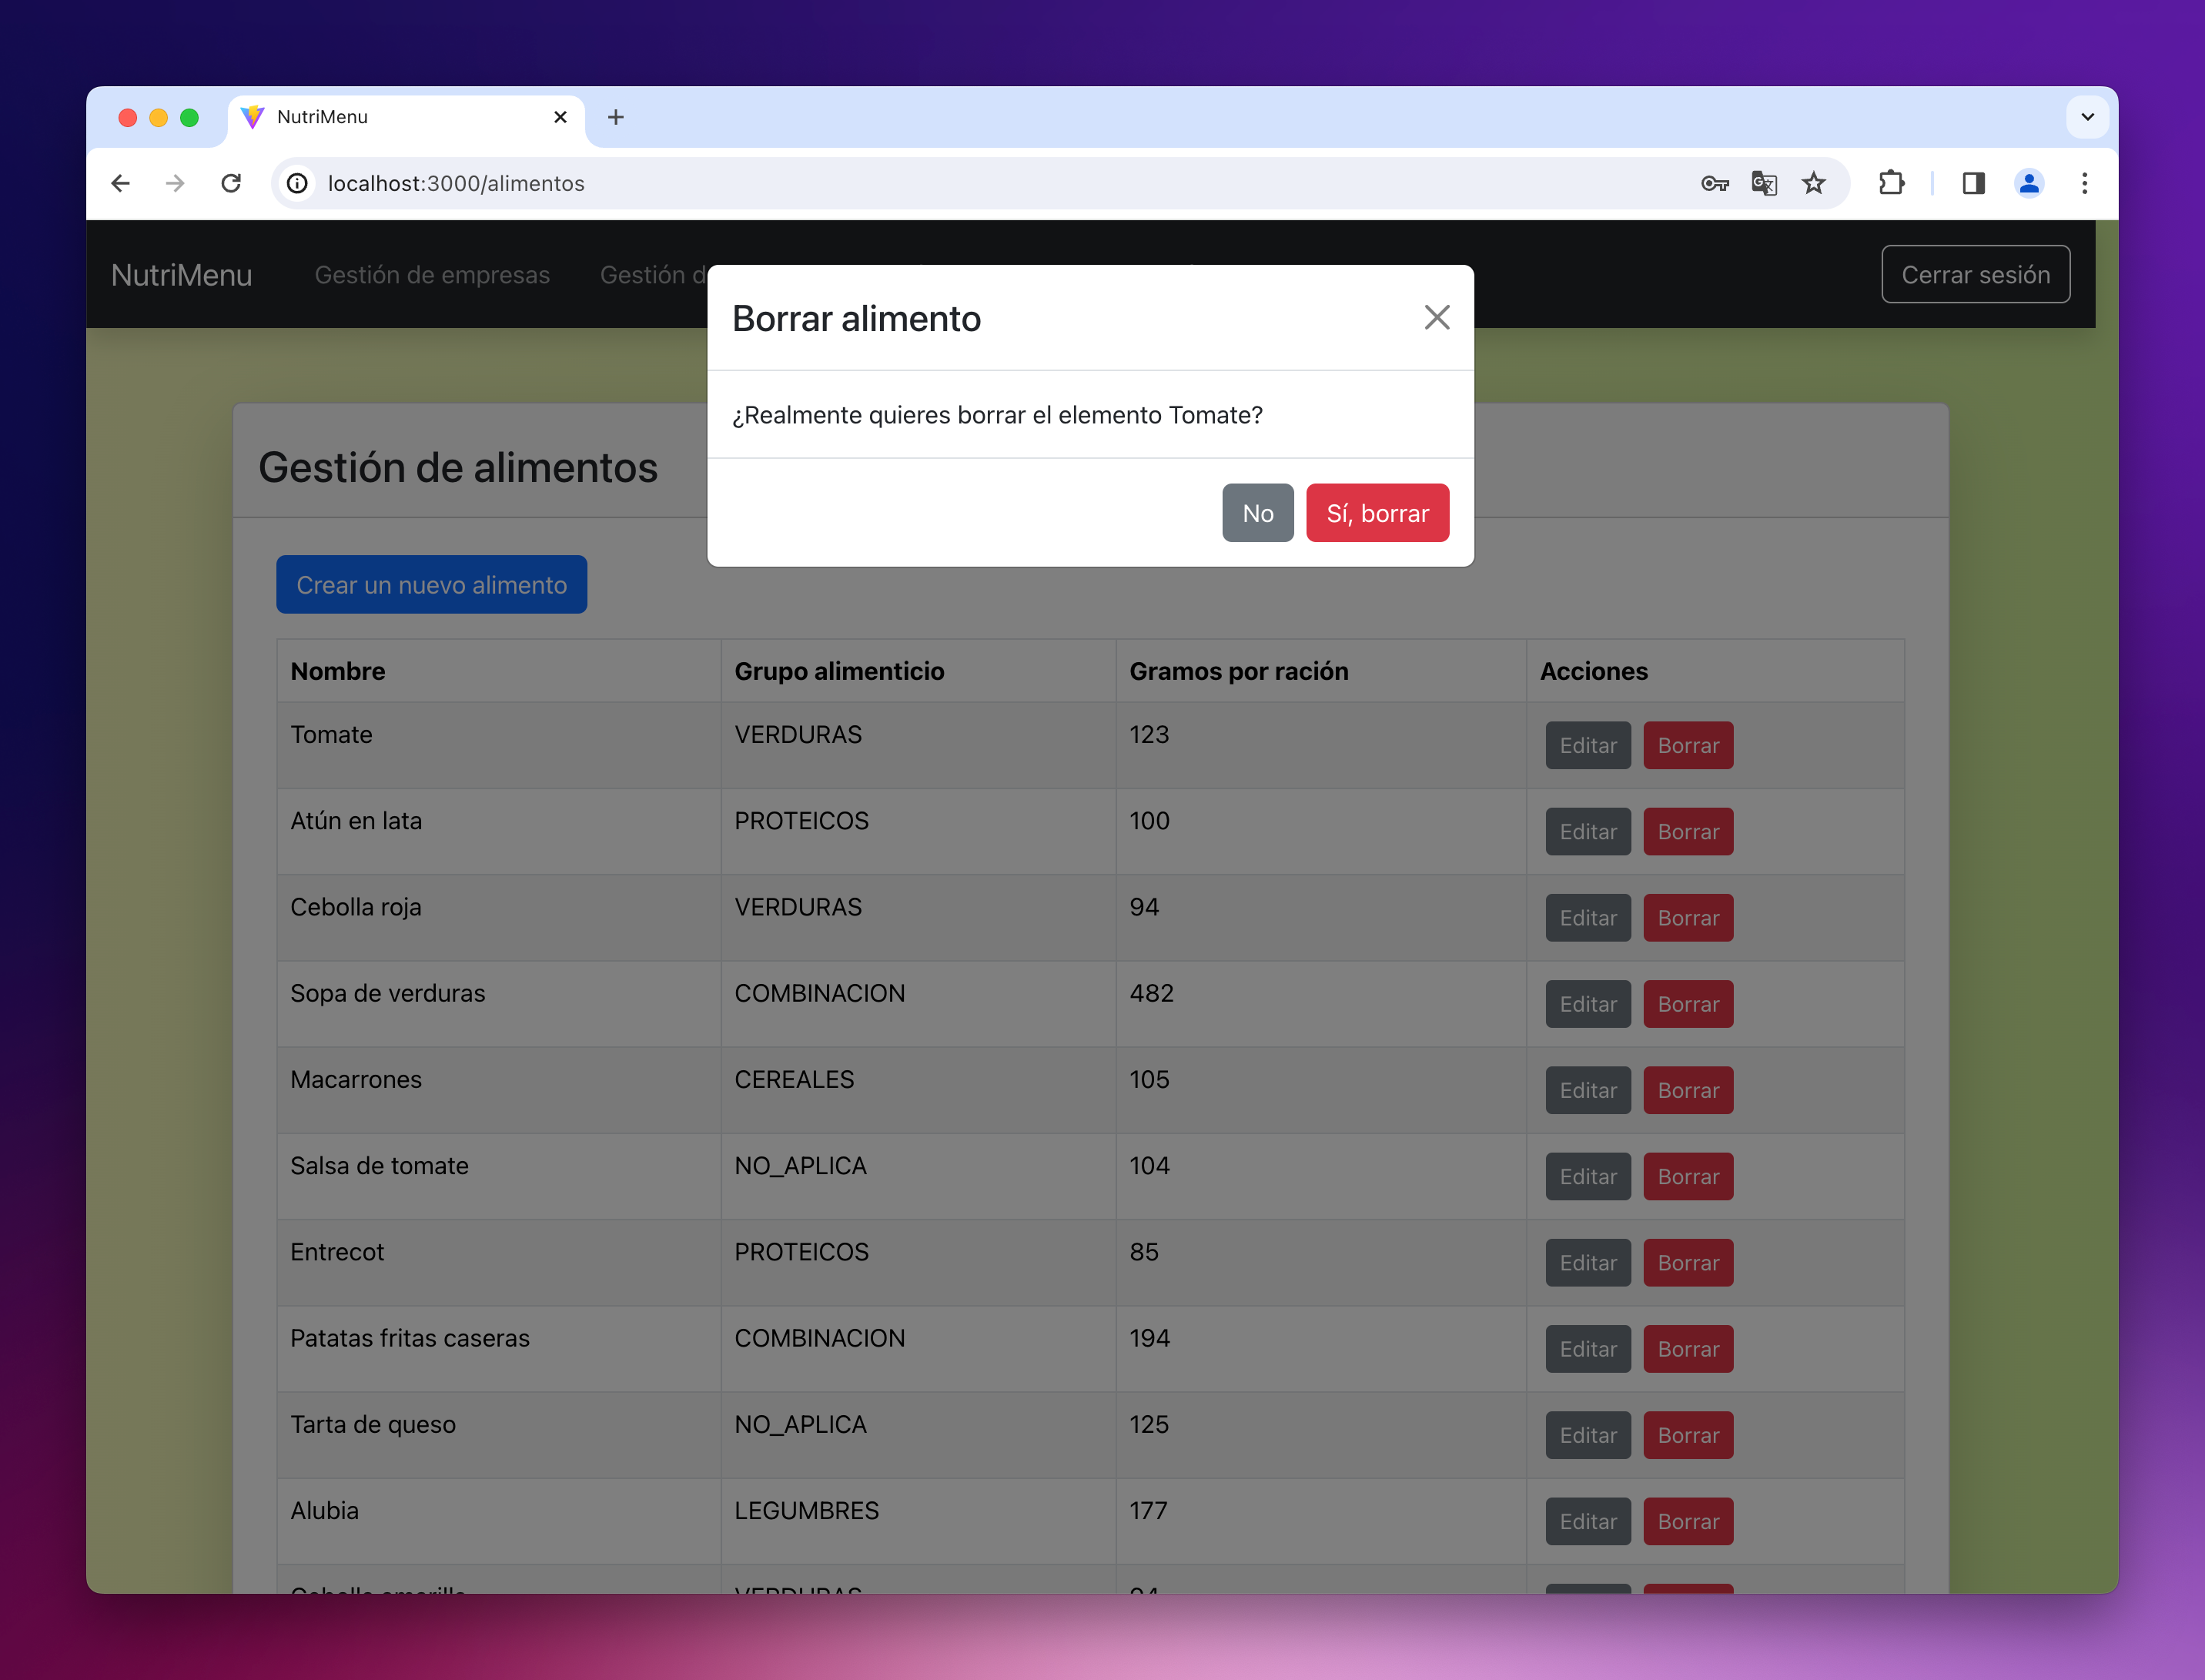 NutriMenu
localhost:3000/alimentos
NutriMenu Gestión de empresas Gestión d Cerrar sesión
Borrar alimento
¿Realmente quieres borrar el elemento Tomate?
No Sí, borrar
Gestión de alimentos
Crear un nuevo alimento
Nombre Grupo alimenticio Gramos por ración Acciones
Tomate VERDURAS 123 Editar Borrar
Atún en lata PROTEICOS 100 Editar Borrar
Cebolla roja VERDURAS 94 Editar Borrar
Sopa de verduras COMBINACION 482 Editar Borrar
Macarrones CEREALES 105 Editar Borrar
Salsa de tomate NO_APLICA 104 Editar Borrar
Entrecot PROTEICOS 85 Editar Borrar
Patatas fritas caseras COMBINACION 194 Editar Borrar
Tarta de queso NO_APLICA 125 Editar Borrar
Alubia LEGUMBRES 177 Editar Borrar
Cebolla amarilla VERDURAS 94